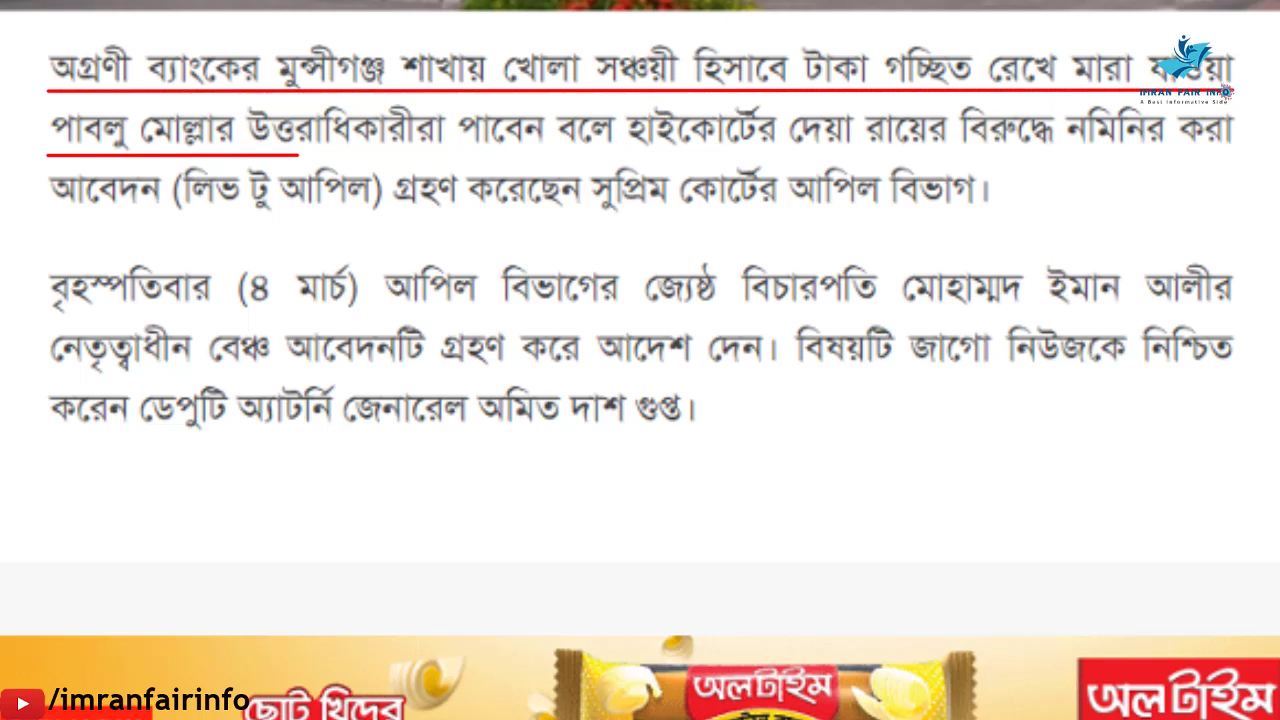 অগ্রণী ব্যাংকের মুন্সীগঞ্জ শাখায় খোলা সঞ্চয়ী হিসাবে টাকা গচ্ছিত রেখে মারা যাওয়া
IMRAN FAIR INFO
A Best Informative Side
পাবলু মোল্লার উত্তরাধিকারীরা পাবেন বলে হাইকোর্টের দেয়া রায়ের বিরুদ্ধে নমিনির করা
আবেদন (লিভ টু আপিল) গ্রহণ করেছেন সুপ্রিম কোর্টের আপিল বিভাগ।
বৃহস্পতিবার (৪ মার্চ) আপিল বিভাগের জ্যেষ্ঠ বিচারপতি মোহাম্মদ ইমান আলীর
নেতৃত্বাধীন বেঞ্চ আবেদনটি গ্রহণ করে আদেশ দেন। বিষয়টি জাগো নিউজকে নিশ্চিত
করেন ডেপুটি অ্যাটর্নি জেনারেল অমিত দাশ গুপ্ত।
/imranfairinfo
ছোট খিদের
অলটাইম
অলটাইম